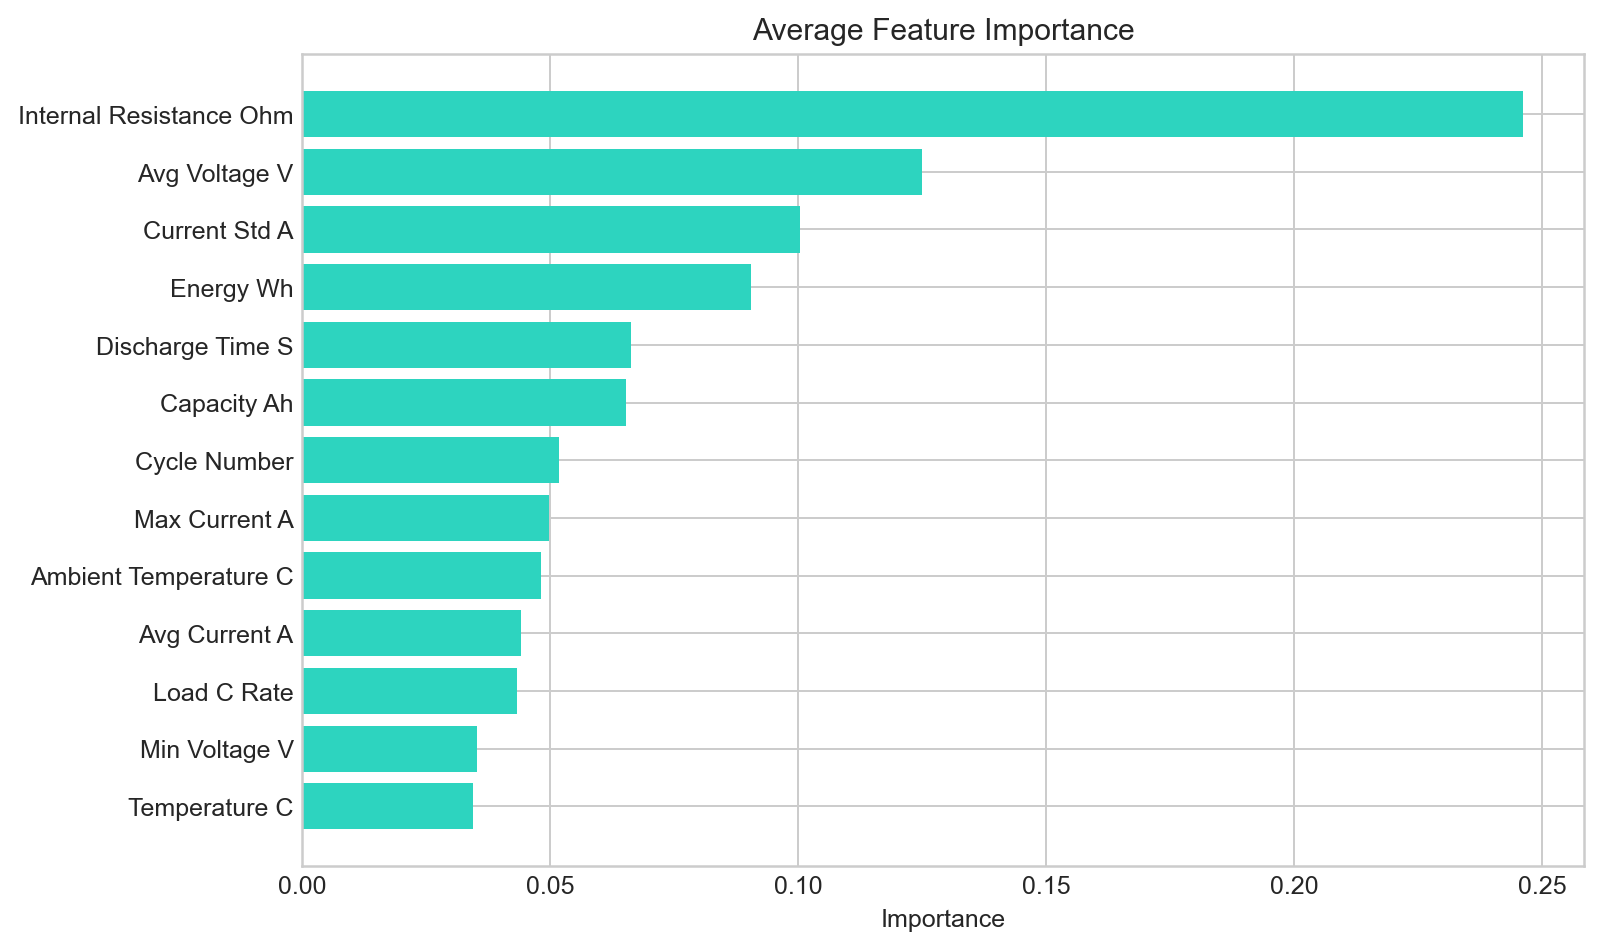 Average Feature Importance
Internal Resistance Ohm
Avg Voltage V
Current Std A
Energy Wh
Discharge Time S
Capacity Ah
Cycle Number
Max Current A
Ambient Temperature C
Avg Current A
Load C Rate
Min Voltage V
Temperature C
0.00 0.05 0.10 0.15 0.20 0.25
Importance